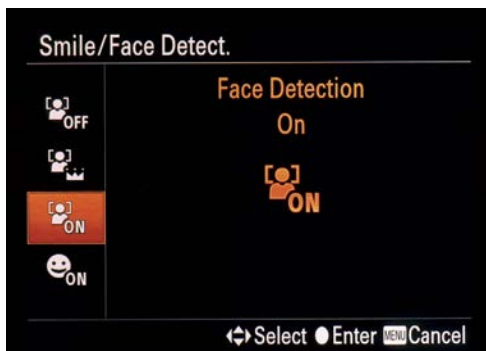 Smile/Face Detect.
OFF
ON
ON
Face Detection
On
ON
Select Enter MENU Cancel